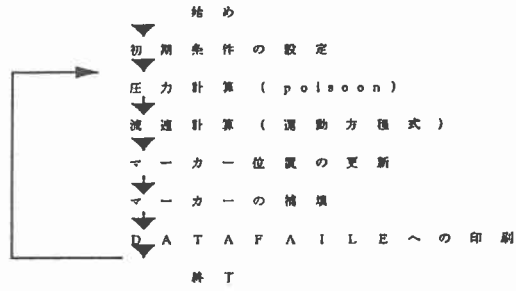 始め
初期条件の設定
圧力計算(poisoon)
流速計算(運動方程式)
マーカー位置の更新
マーカーの補填
DATAFAILEへの印刷
終了